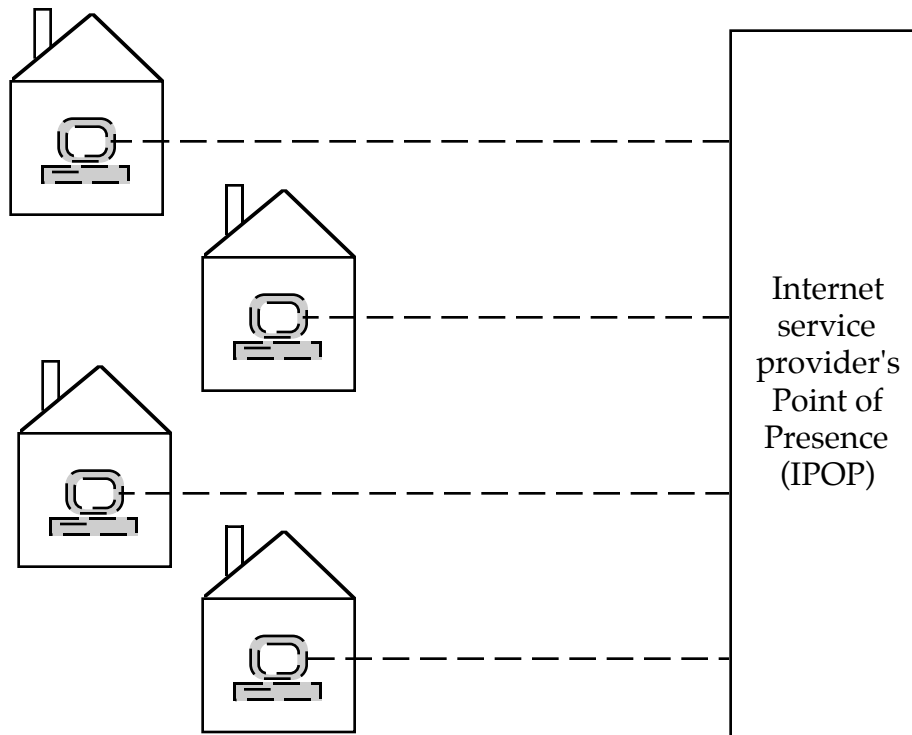 Internet
service
provider's
Point of
Presence
(IPOP)